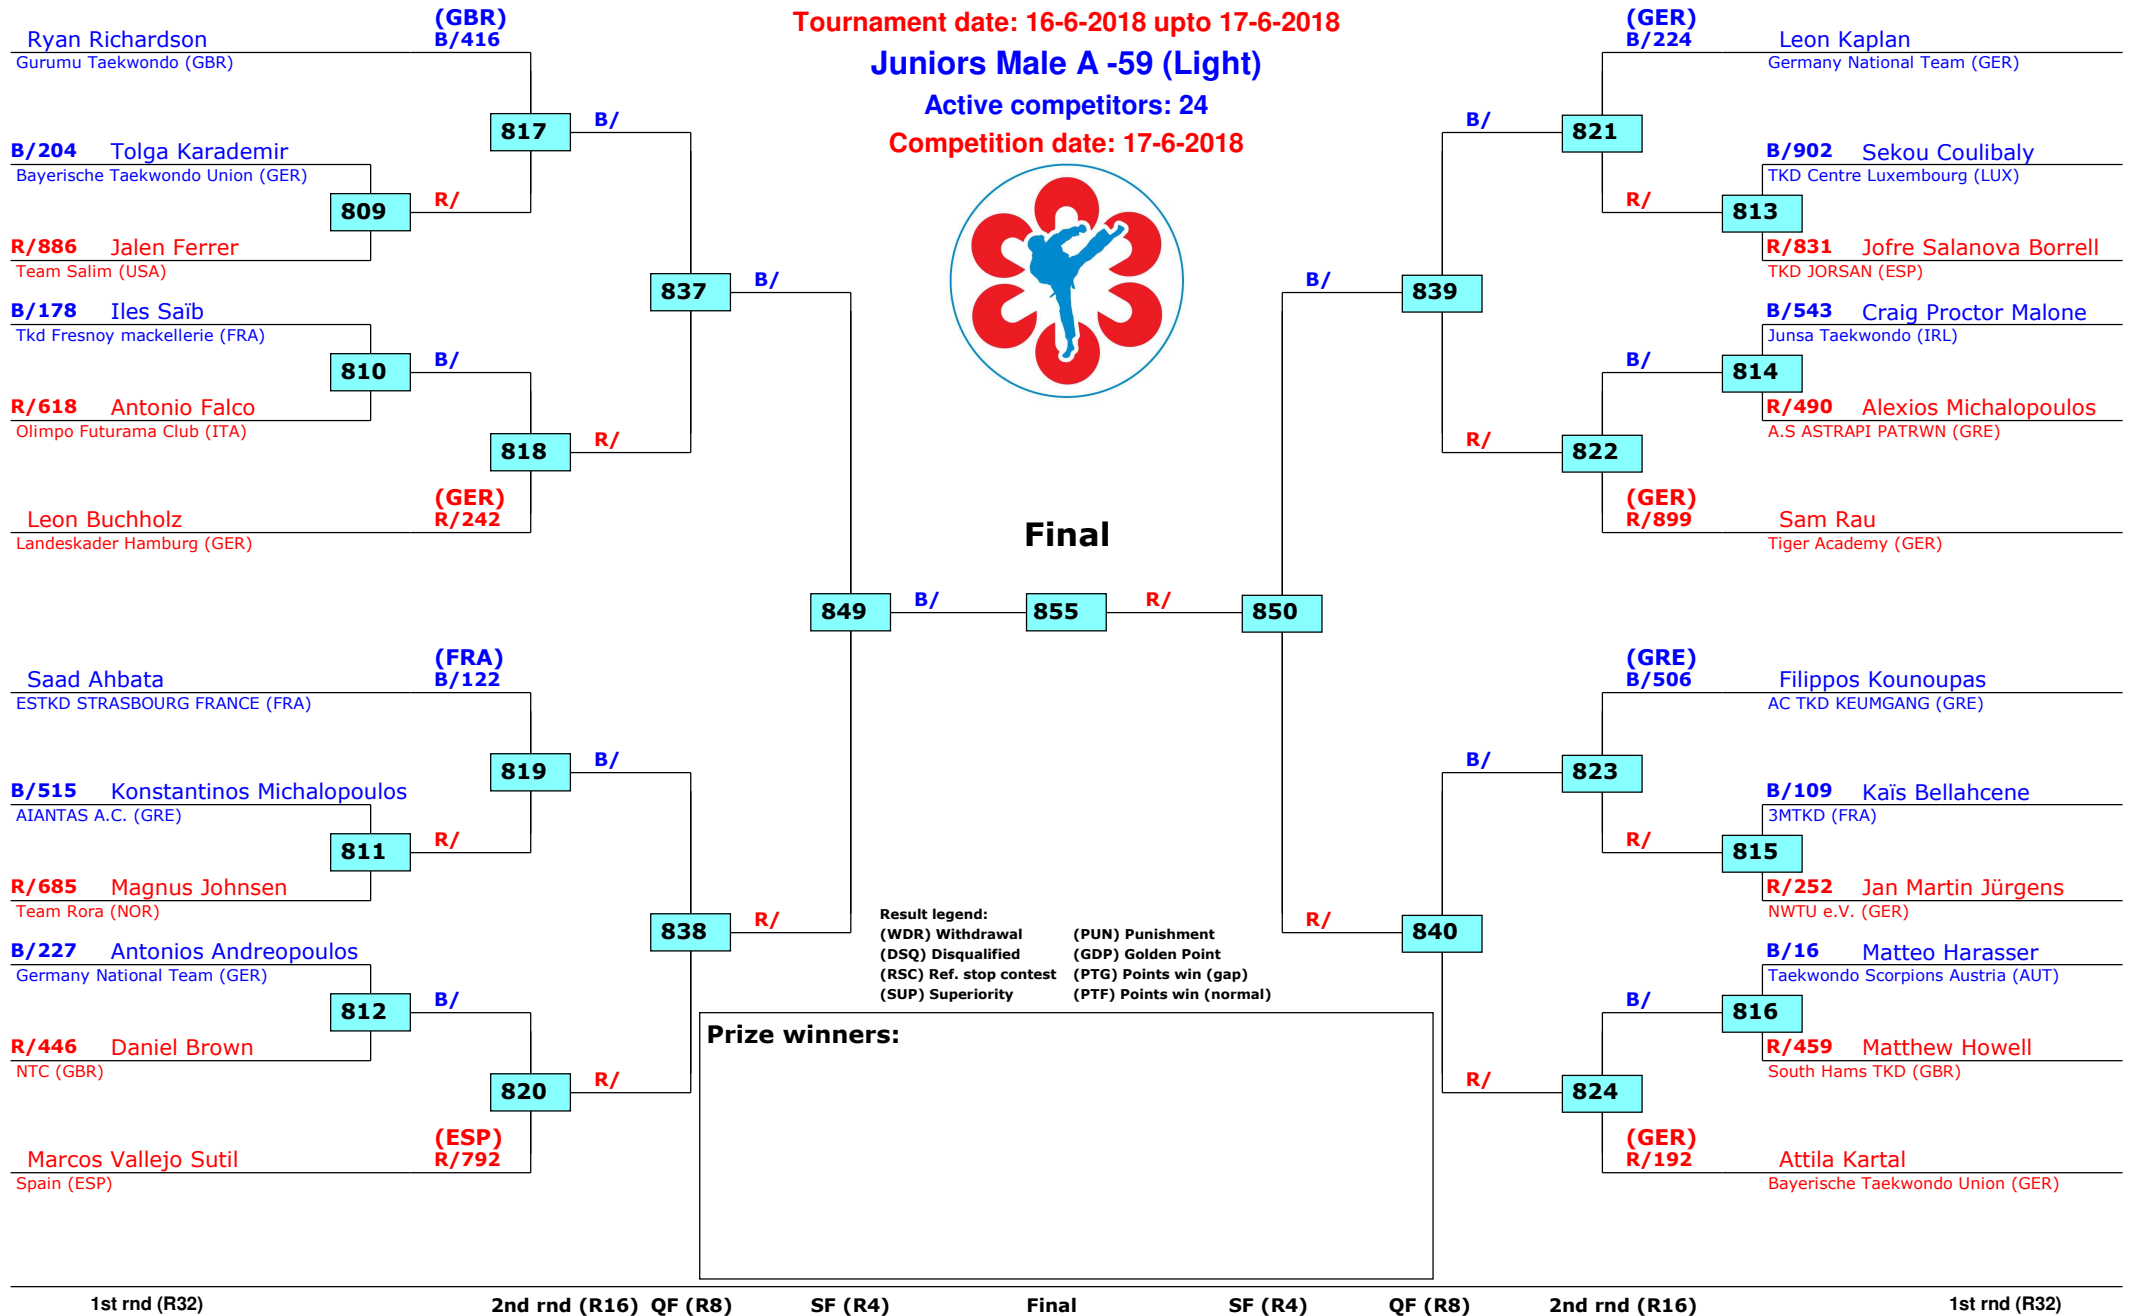 Tournament date: 16-6-2018 upto 17-6-2018
Juniors Male A -59 (Light)
Active competitors: 24
Competition date: 17-6-2018
(GBR)
Ryan Richardson B/416
Gurumu Taekwondo (GBR)
817 B/
B/204 Tolga Karademir
Bayerische Taekwondo Union (GER)
809 R/
R/886 Jalen Ferrer
Team Salim (USA)
837 B/
B/178 Iles Saïb
Tkd Fresnoy mackellerie (FRA)
810 B/
R/618 Antonio Falco
Olimpo Futurama Club (ITA)
818 R/
(GER)
Leon Buchholz R/242
Landeskader Hamburg (GER)
Final
849 B/ 855 R/ 850
(FRA)
Saad Ahbata B/122
ESTKD STRASBOURG FRANCE (FRA)
819 B/
B/515 Konstantinos Michalopoulos
AIANTAS A.C. (GRE)
811 R/
R/685 Magnus Johnsen
Team Rora (NOR)
838 R/
B/227 Antonios Andreopoulos
Germany National Team (GER)
812 B/
R/446 Daniel Brown
NTC (GBR)
820 R/
(ESP)
Marcos Vallejo Sutil R/792
Spain (ESP)
(GER)
B/224 Leon Kaplan
Germany National Team (GER)
B/ 821
B/902 Sekou Coulibaly
TKD Centre Luxembourg (LUX)
R/ 813
R/831 Jofre Salanova Borrell
TKD JORSAN (ESP)
B/ 839
B/543 Craig Proctor Malone
Junsa Taekwondo (IRL)
B/ 814
R/490 Alexios Michalopoulos
A.S ASTRAPI PATRWN (GRE)
R/ 822
(GER)
R/899 Sam Rau
Tiger Academy (GER)
(GRE)
B/506 Filippos Kounoupas
AC TKD KEUMGANG (GRE)
B/ 823
B/109 Kaïs Bellahcene
3MTKD (FRA)
R/ 815
R/252 Jan Martin Jürgens
NWTU e.V. (GER)
R/ 840
B/16 Matteo Harasser
Taekwondo Scorpions Austria (AUT)
B/ 816
R/459 Matthew Howell
South Hams TKD (GBR)
R/ 824
(GER)
R/192 Attila Kartal
Bayerische Taekwondo Union (GER)
Result legend:
(WDR) Withdrawal (PUN) Punishment
(DSQ) Disqualified (GDP) Golden Point
(RSC) Ref. stop contest (PTG) Points win (gap)
(SUP) Superiority (PTF) Points win (normal)
Prize winners:
1st rnd (R32) 2nd rnd (R16) QF (R8) SF (R4) Final SF (R4) QF (R8) 2nd rnd (R16) 1st rnd (R32)